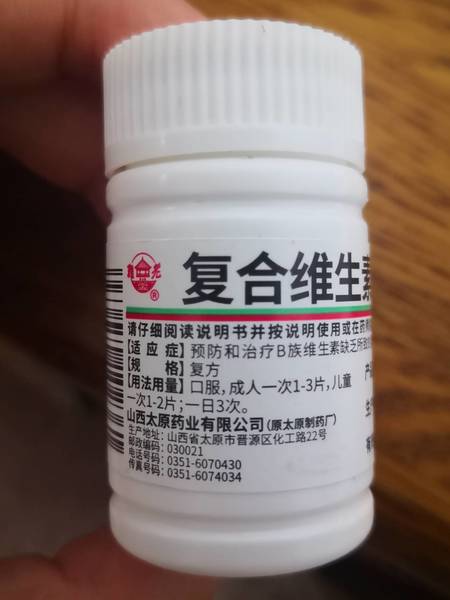 复合维生素
请仔细阅读说明书并按说明使用或在药
【适应症】预防和治疗B族维生素缺乏所
【规格】复方
【用法用量】口服,成人一次1-3片,儿童
一次1-2片;一日3次。
山西太原药业有限公司(原太原制药厂)
生产地址:山西省太原市晋源区化工路22号
邮政编码:030021
电话号码:0351-6070430
传真号码:0351-6074034